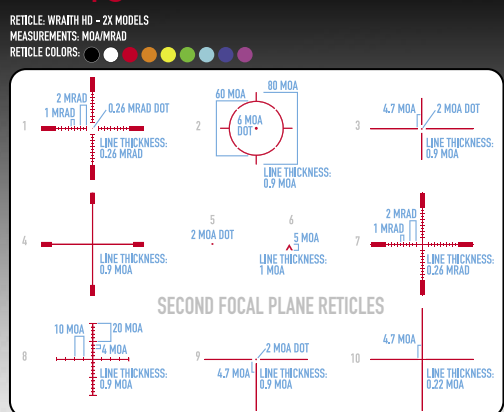 RETICLE: WRAITH HD - 2X MODELS
MEASUREMENTS: MOA/MRAD
RETICLE COLORS:
1
2 MRAD
1 MRAD
0.26 MRAD DOT
LINE THICKNESS:
0.26 MRAD
2
60 MOA
80 MOA
6 MOA
DOT
LINE THICKNESS:
0.9 MOA
3
4.7 MOA
2 MOA DOT
LINE THICKNESS:
0.9 MOA
4
LINE THICKNESS:
0.9 MOA
5
2 MOA DOT
6
5 MOA
LINE THICKNESS:
1 MOA
7
2 MRAD
1 MRAD
LINE THICKNESS:
0.26 MRAD
SECOND FOCAL PLANE RETICLES
8
10 MOA
20 MOA
4 MOA
LINE THICKNESS:
0.9 MOA
9
2 MOA DOT
4.7 MOA
LINE THICKNESS:
0.9 MOA
10
4.7 MOA
LINE THICKNESS:
0.22 MOA